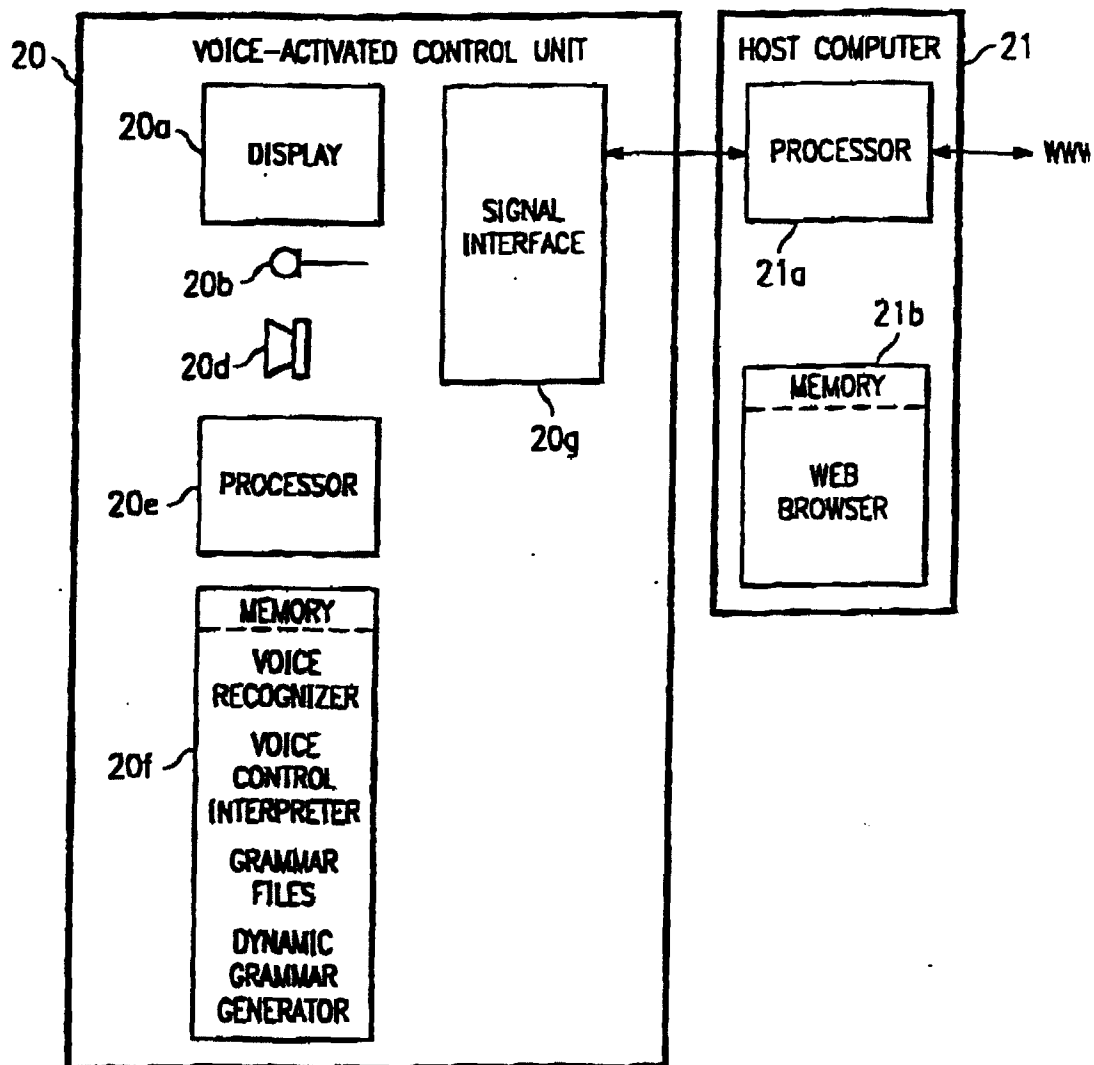 20
VOICE-ACTIVATED CONTROL UNIT
20a
DISPLAY
20b
20d
20e
PROCESSOR
20f
MEMORY
VOICE
RECOGNIZER
VOICE
CONTROL
INTERPRETER
GRAMMAR
FILES
DYNAMIC
GRAMMAR
GENERATOR
SIGNAL
INTERFACE
20g
HOST COMPUTER
21
PROCESSOR
WWW
21a
21b
MEMORY
WEB
BROWSER